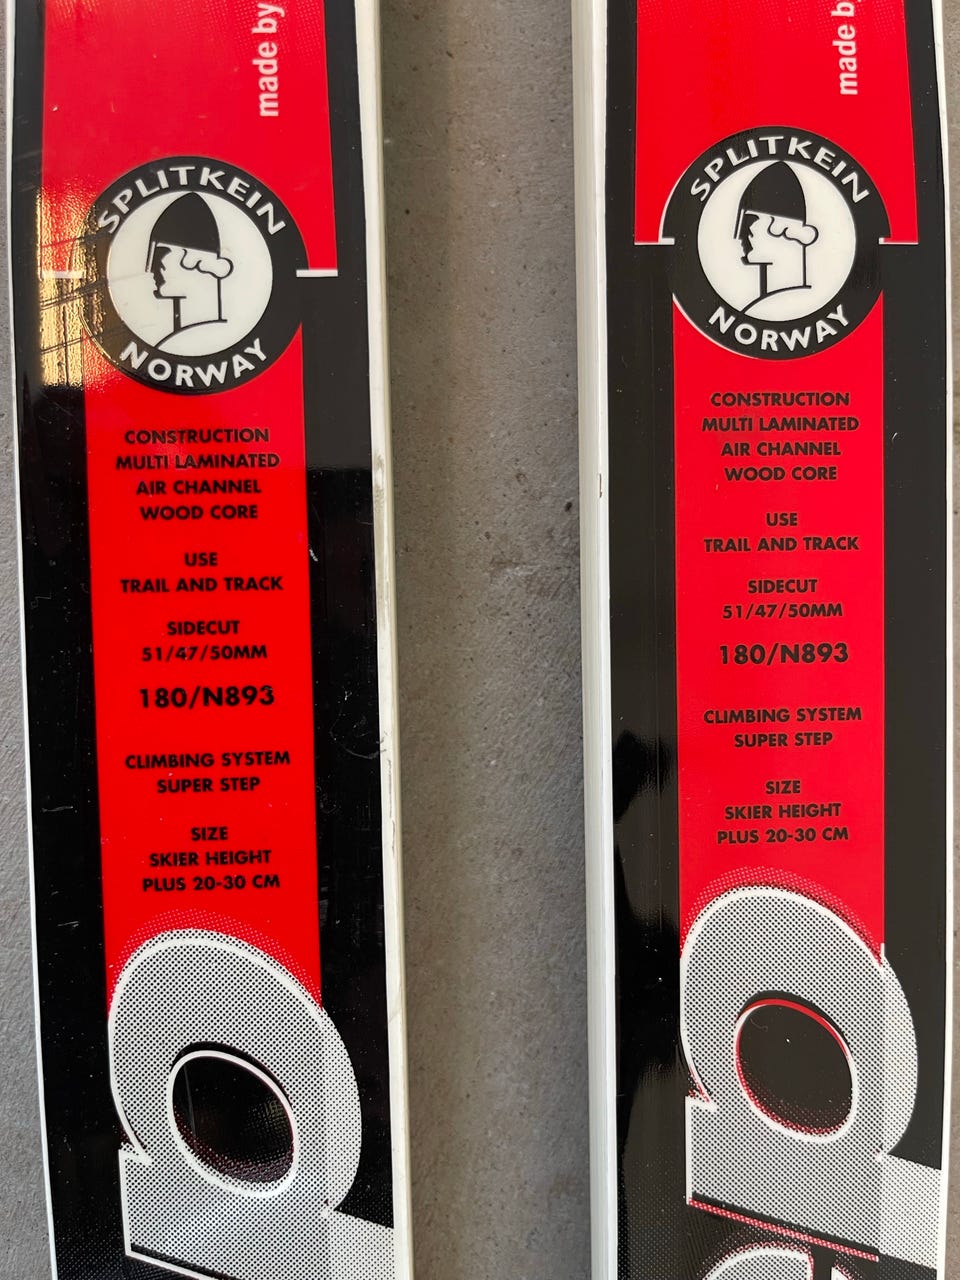 made by
SPLITKEIN
NORWAY
CONSTRUCTION
MULTI LAMINATED
AIR CHANNEL
WOOD CORE
USE
TRAIL AND TRACK
SIDECUT
51/47/50MM
180/N893
CLIMBING SYSTEM
SUPER STEP
SIZE
SKIER HEIGHT
PLUS 20-30 CM
made by
SPLITKEIN
NORWAY
CONSTRUCTION
MULTI LAMINATED
AIR CHANNEL
WOOD CORE
USE
TRAIL AND TRACK
SIDECUT
51/47/50MM
180/N893
CLIMBING SYSTEM
SUPER STEP
SIZE
SKIER HEIGHT
PLUS 20-30 CM